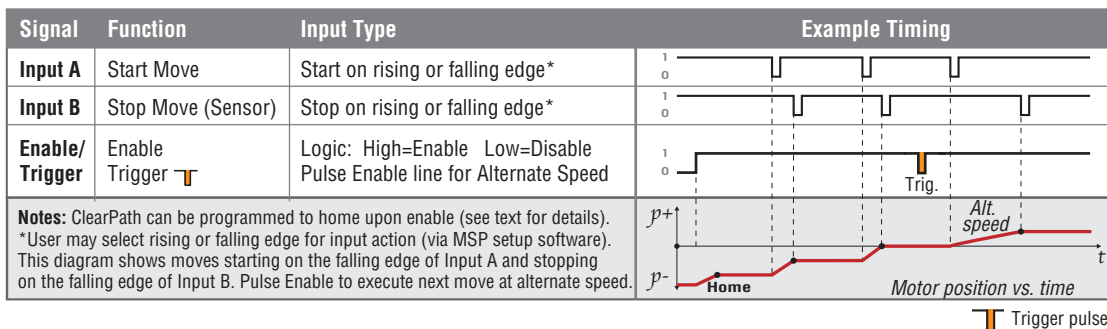 Signal Function Input Type Example Timing
Input A Start Move Start on rising or falling edge* 1 0
Input B Stop Move (Sensor) Stop on rising or falling edge* 1 0
Enable/ Enable Logic: High=Enable Low=Disable 1
Trigger Trigger Pulse Enable line for Alternate Speed 0 Trig.
Notes: ClearPath can be programmed to home upon enable (see text for details).
*User may select rising or falling edge for input action (via MSP setup software).
This diagram shows moves starting on the falling edge of Input A and stopping
on the falling edge of Input B. Pulse Enable to execute next move at alternate speed.
p+ Alt.
speed
t
p- Home Motor position vs. time
Trigger pulse